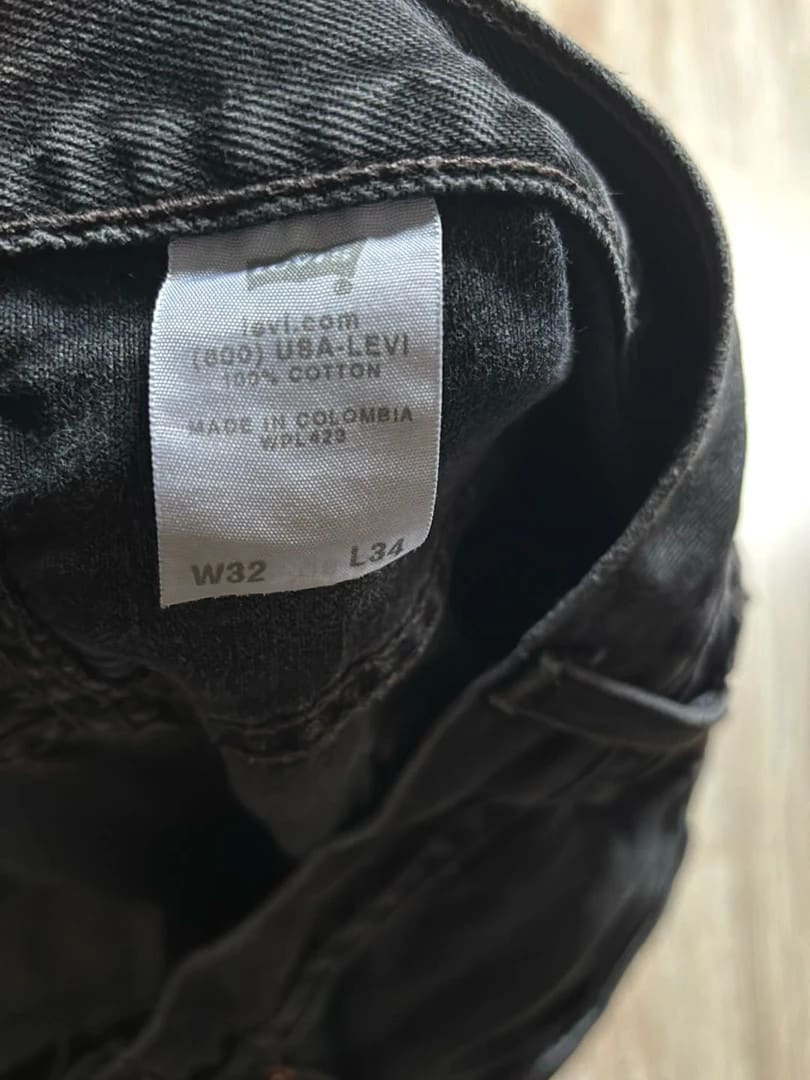 ®
levi.com
(800) USA-LEVI
100% COTTON
MADE IN COLOMBIA
WPL423
W32 L34